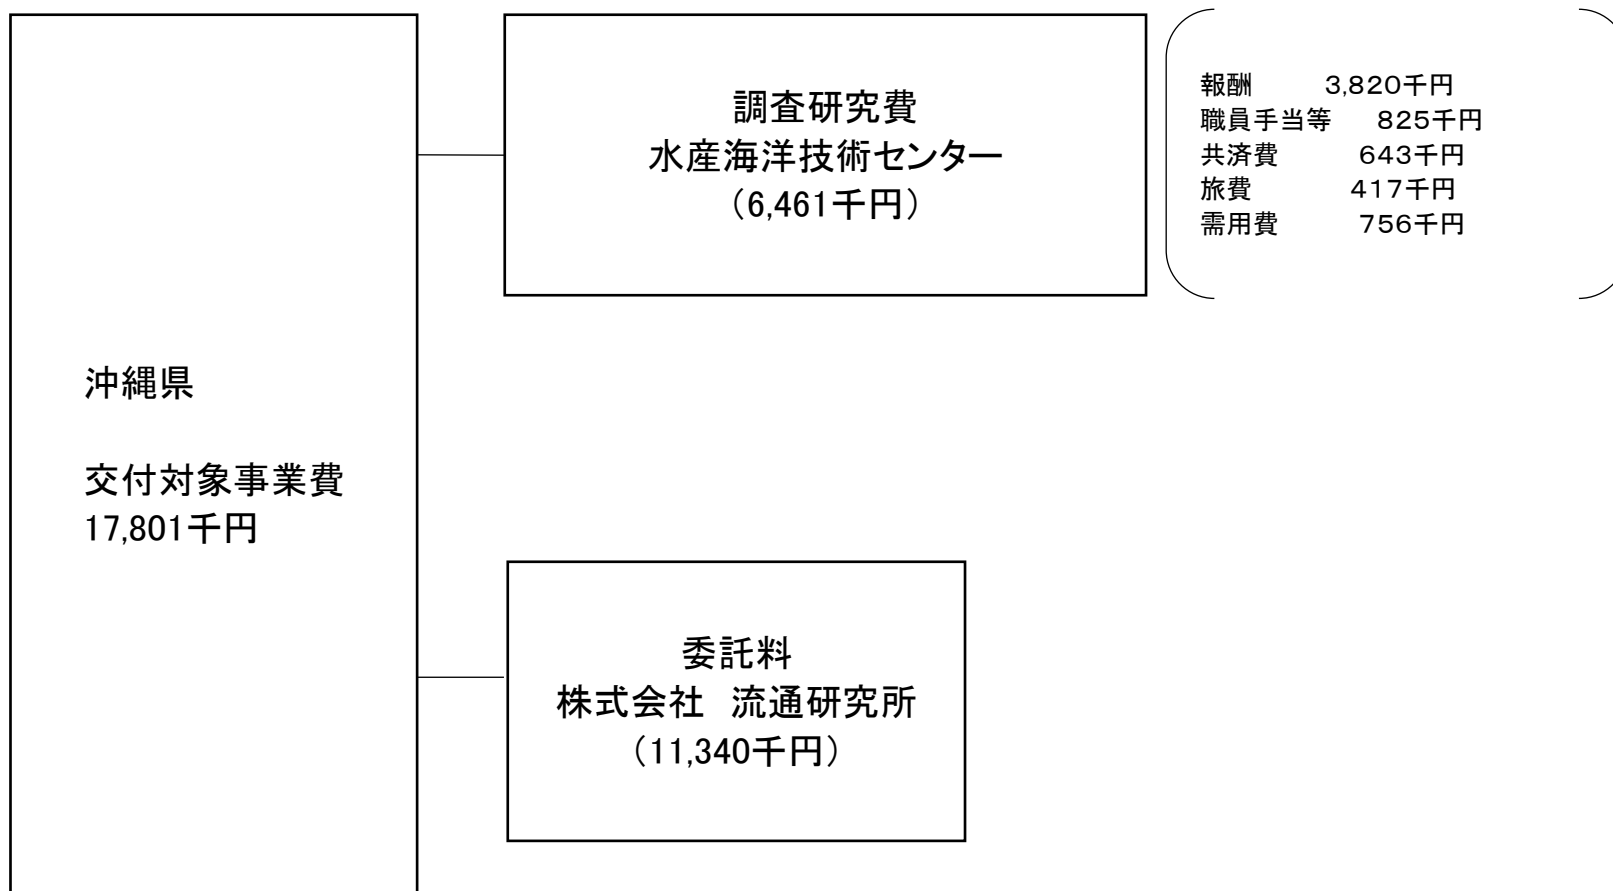 沖縄県
交付対象事業費
17,801千円
調査研究費
水産海洋技術センター
（6,461千円）
報酬　　　3,820千円
職員手当等　　825千円
共済費　　　643千円
旅費　　　　417千円
需用費　　　756千円
委託料
株式会社　流通研究所
（11,340千円）